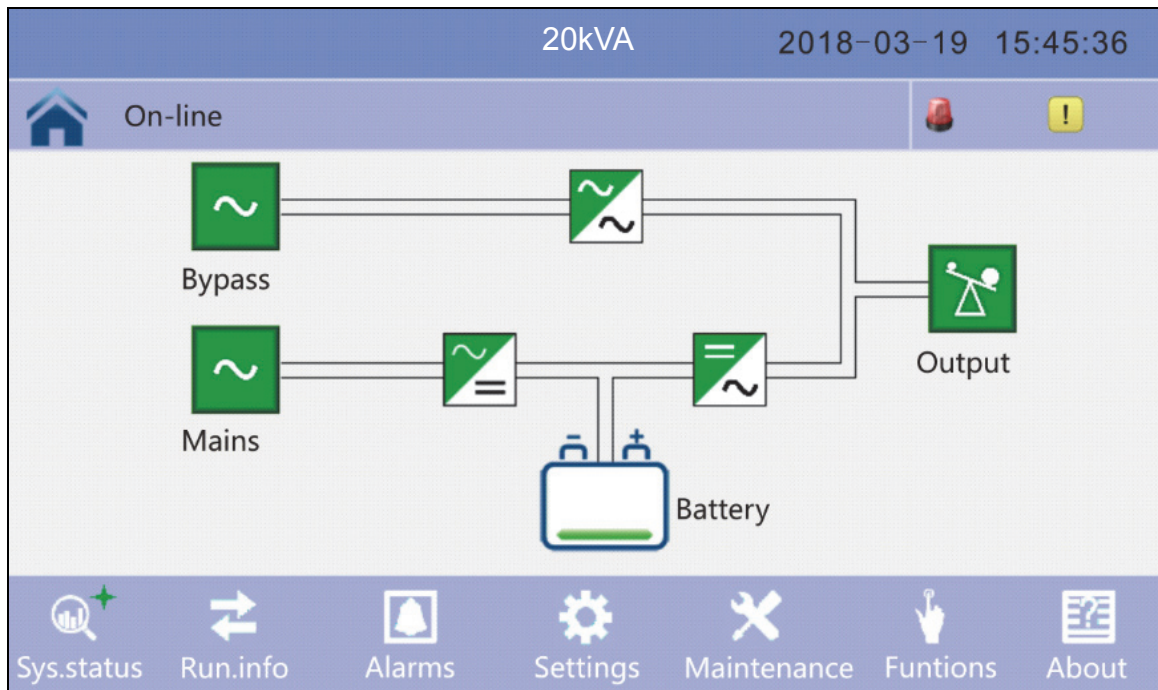 20kVA 2018-03-19 15:45:36
On-line !
Bypass
Output
Mains
Battery
Sys.status Run.info Alarms Settings Maintenance Funtions About